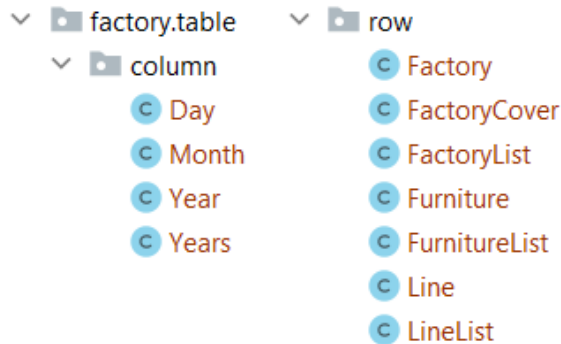 factory.table
column
Day
Month
Year
Years
row
Factory
FactoryCover
FactoryList
Furniture
FurnitureList
Line
LineList